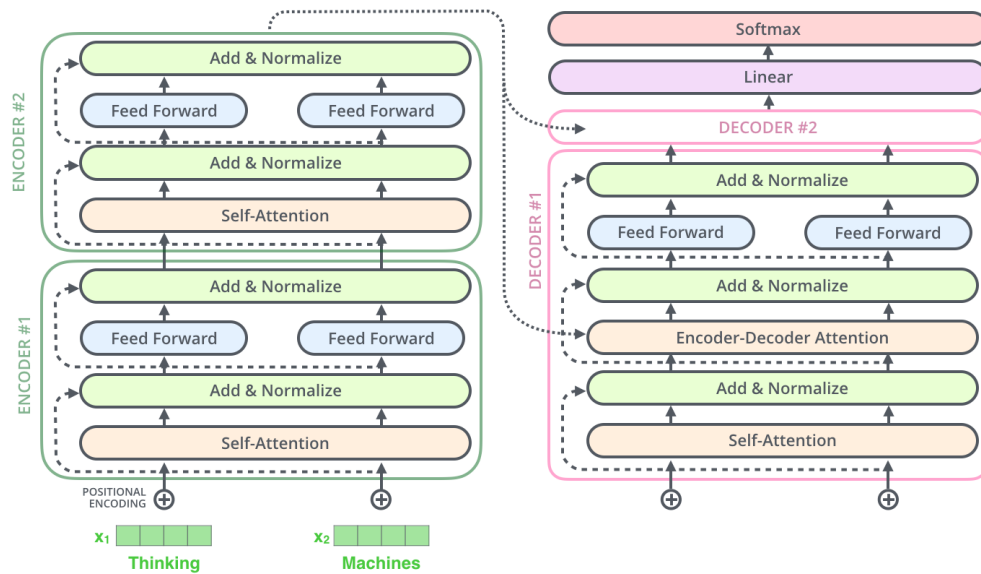 ENCODER #2
Add & Normalize
Feed Forward
Feed Forward
Add & Normalize
Self-Attention
ENCODER #1
Add & Normalize
Feed Forward
Feed Forward
Add & Normalize
Self-Attention
POSITIONAL
ENCODING
x1
x2
Thinking
Machines
Softmax
Linear
DECODER #2
DECODER #1
Add & Normalize
Feed Forward
Feed Forward
Add & Normalize
Encoder-Decoder Attention
Add & Normalize
Self-Attention